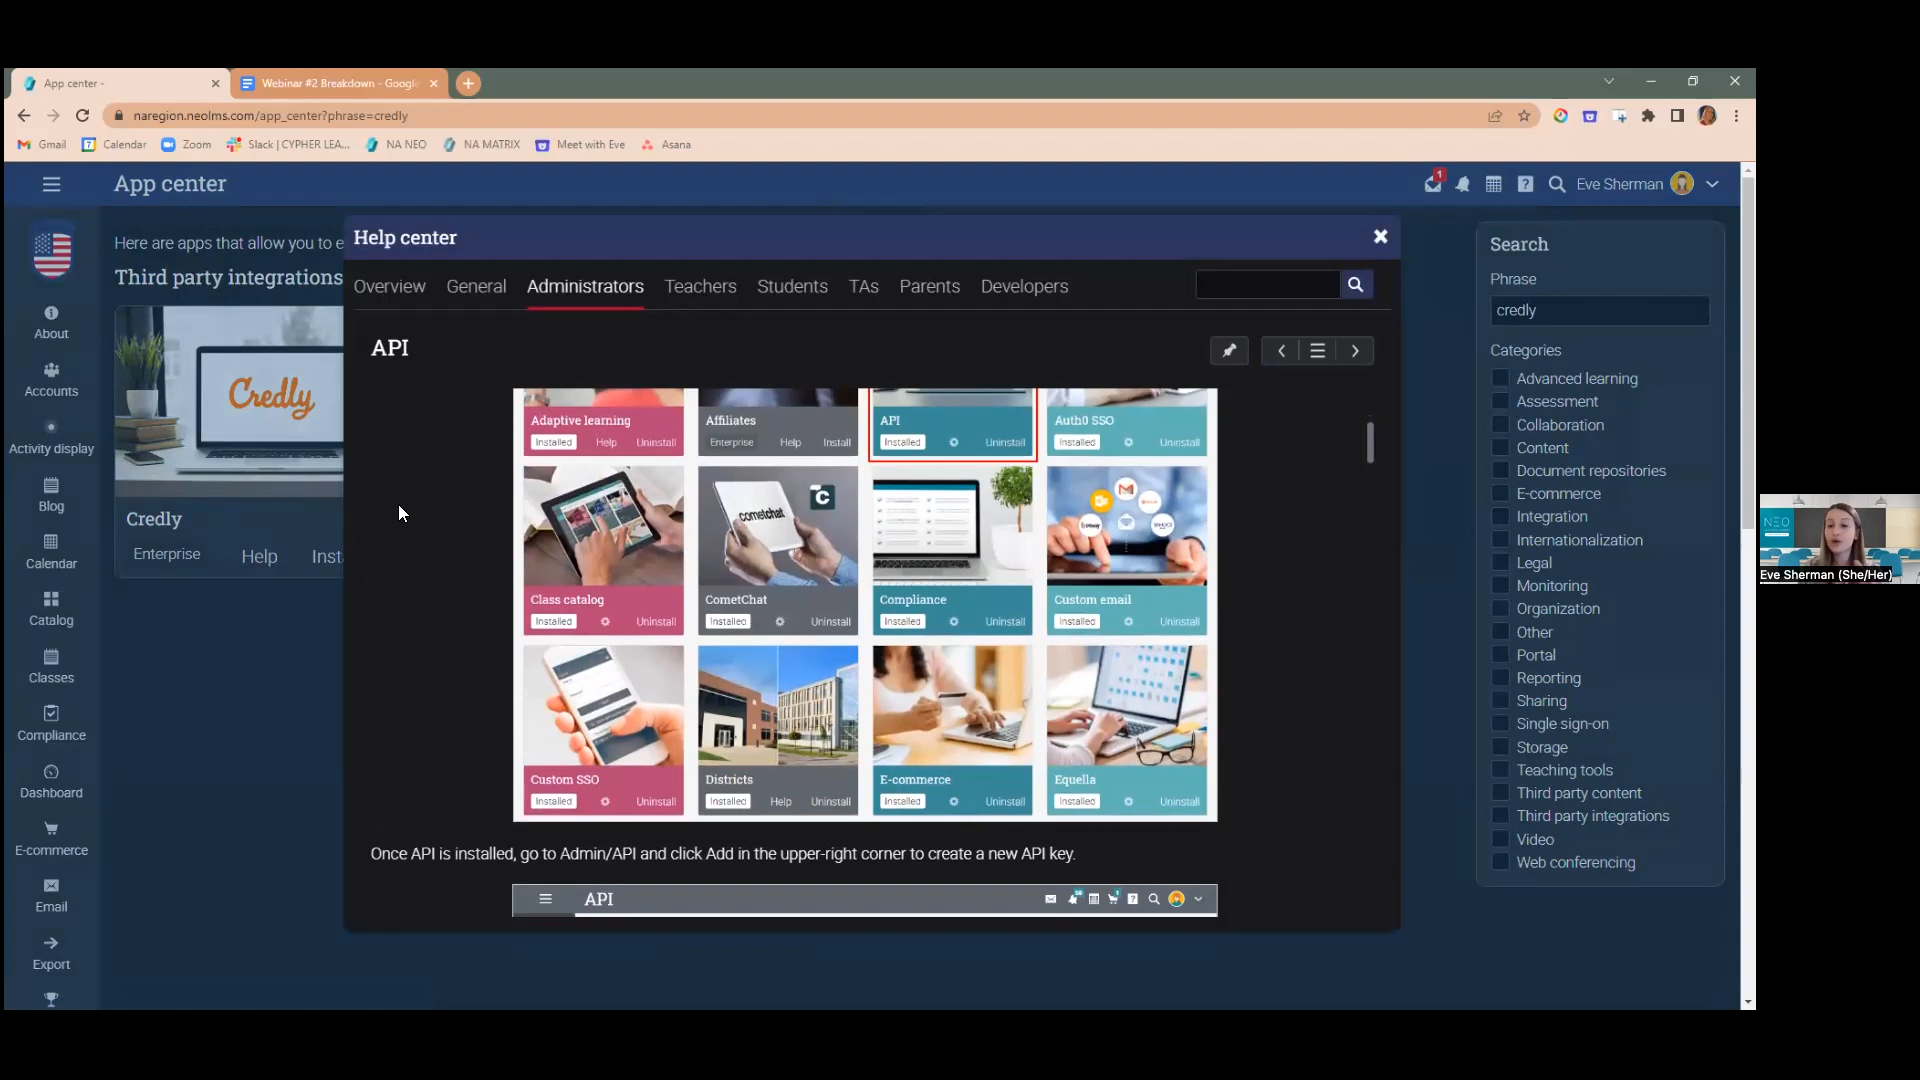 App center -
Webinar #2 Breakdown - Google
naregion.neolms.com/app_center?phrase=credly
Gmail
Calendar
Zoom
Slack | CYPHER LEA...
NA NEO
NA MATRIX
Meet with Eve
Asana
App center
1
Eve Sherman
About
Accounts
Activity display
Blog
Calendar
Catalog
Classes
Compliance
Dashboard
E-commerce
Email
Export
Here are apps that allow you to e
Third party integrations
Credly
Credly
Enterprise
Help
Inst
Help center
Overview
General
Administrators
Teachers
Students
TAs
Parents
Developers
API
Adaptive learning
Installed Help Uninstall
Affiliates
Enterprise Help Install
API
Installed Uninstall
Auth0 SSO
Installed Uninstall
cometchat
C
Class catalog
Installed Uninstall
CometChat
Installed Uninstall
Compliance
Installed Uninstall
Custom email
Installed Uninstall
Custom SSO
Installed Uninstall
Districts
Installed Help Uninstall
E-commerce
Installed Uninstall
Equella
Installed Uninstall
Once API is installed, go to Admin/API and click Add in the upper-right corner to create a new API key.
API
Search
Phrase
credly
Categories
Advanced learning
Assessment
Collaboration
Content
Document repositories
E-commerce
Integration
Internationalization
Legal
Monitoring
Organization
Other
Portal
Reporting
Sharing
Single sign-on
Storage
Teaching tools
Third party content
Third party integrations
Video
Web conferencing
NEO
Eve Sherman (She/Her)